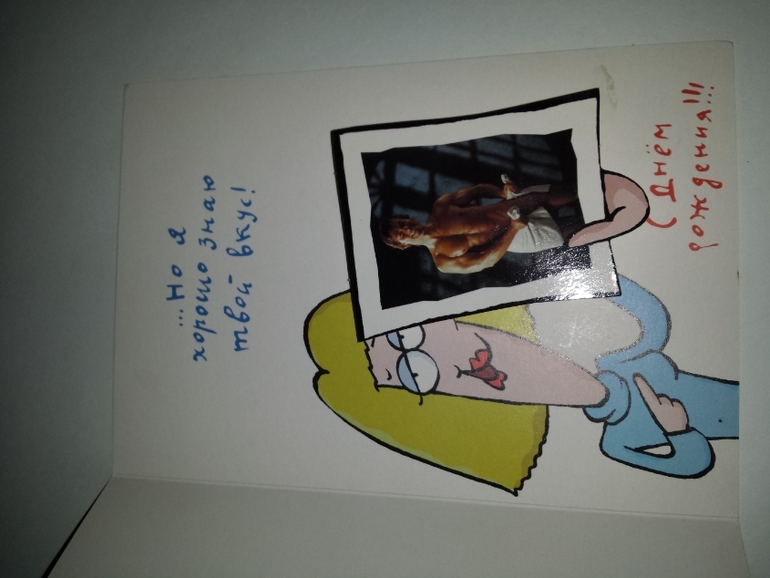 ...Но я
хорошо знаю
твой вкус!
С Днём
рождения!!!...